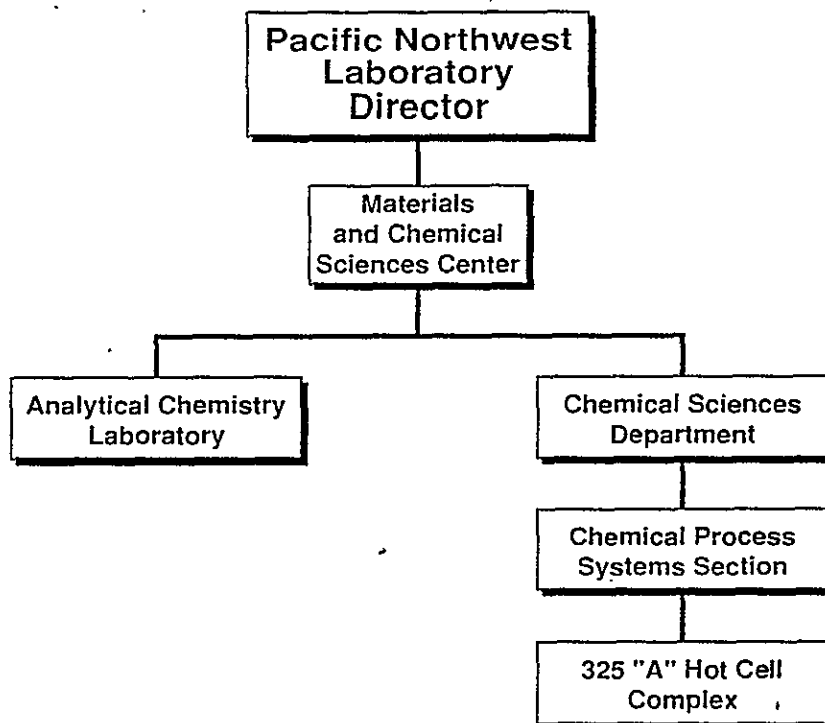 Pacific Northwest
Laboratory
Director
Materials
and Chemical
Sciences Center
Analytical Chemistry
Laboratory
Chemical Sciences
Department
Chemical Process
Systems Section
325 "A" Hot Cell
Complex